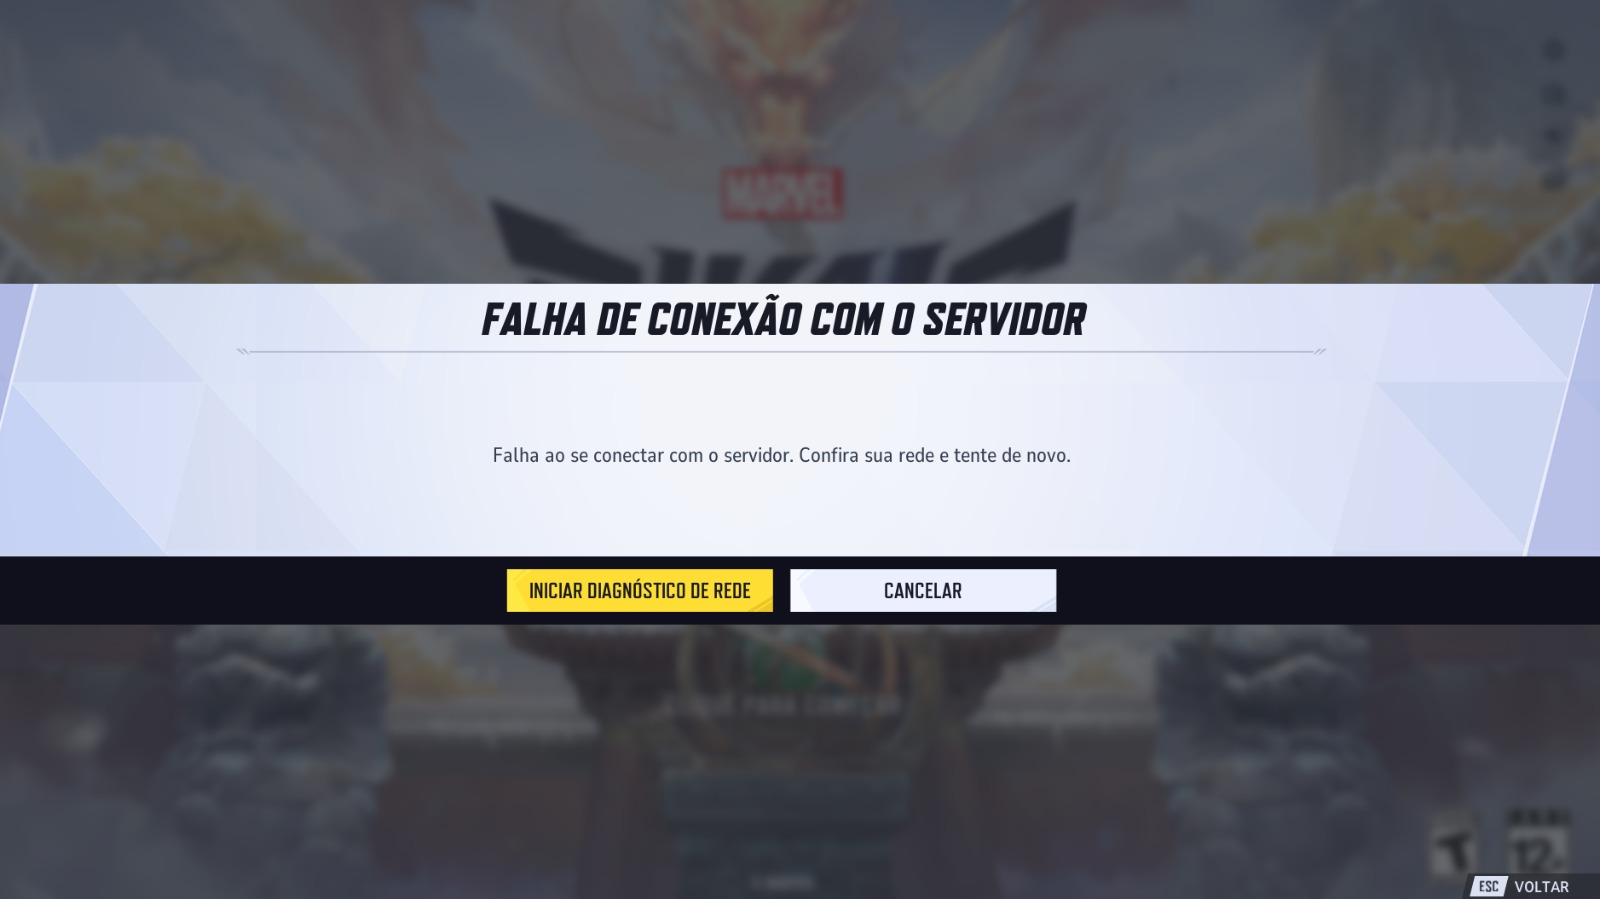 MARVEL
FALHA DE CONEXÃO COM O SERVIDOR
Falha ao se conectar com o servidor. Confira sua rede e tente de novo.
INICIAR DIAGNÓSTICO DE REDE
CANCELAR
CLIQUE PARA COMEÇAR
T
12+
ESC VOLTAR